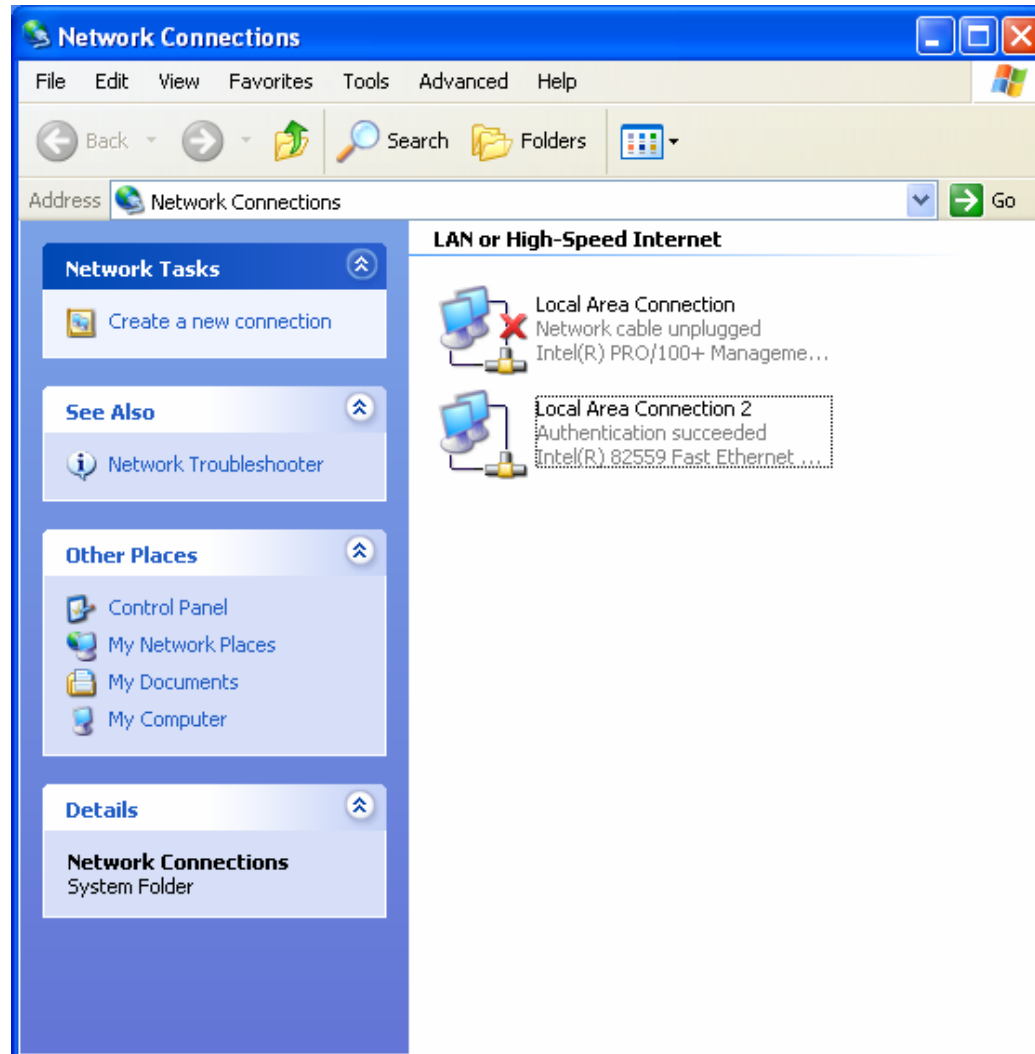 Network Connections
File Edit View Favorites Tools Advanced Help
Back Search Folders
Address Network Connections Go
Network Tasks
Create a new connection
See Also
Network Troubleshooter
Other Places
Control Panel
My Network Places
My Documents
My Computer
Details
Network Connections
System Folder
LAN or High-Speed Internet
Local Area Connection
Network cable unplugged
Intel(R) PRO/100+ Manageme...
Local Area Connection 2
Authentication succeeded
Intel(R) 82559 Fast Ethernet ...